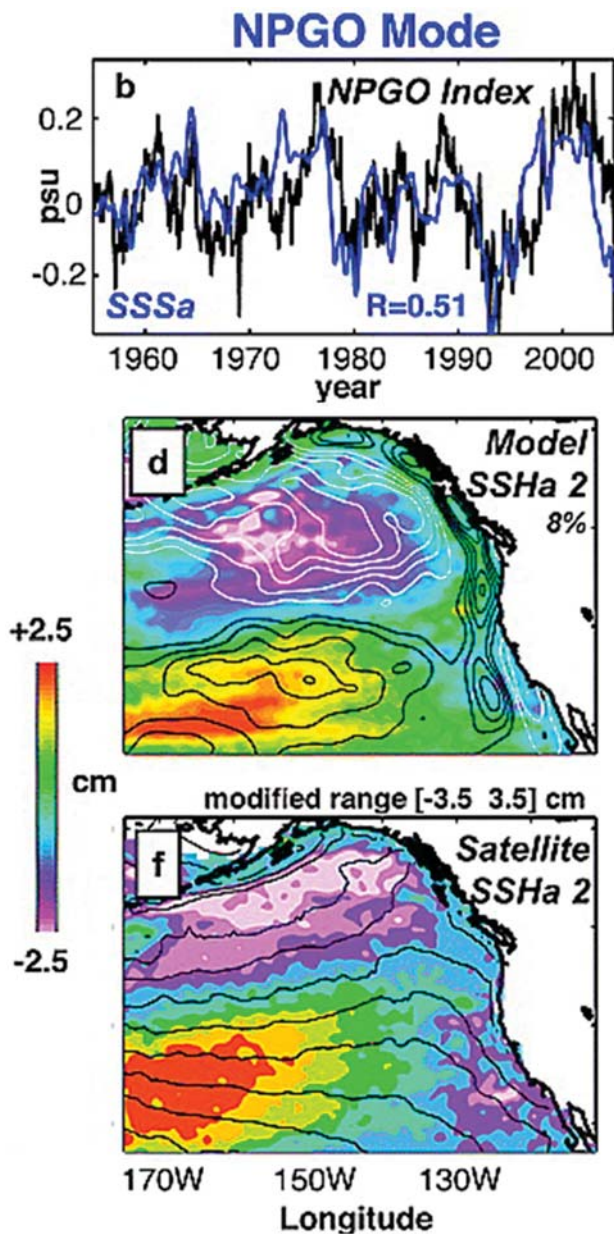 NPGO Mode
b
NPGO Index
0.2
0
-0.2
psu
SSSa
R=0.51
1960 1970 1980 1990 2000
year
d
Model
SSHa 2
8%
+2.5
cm
-2.5
modified range [-3.5 3.5] cm
f
Satellite
SSHa 2
170W 150W 130W
Longitude